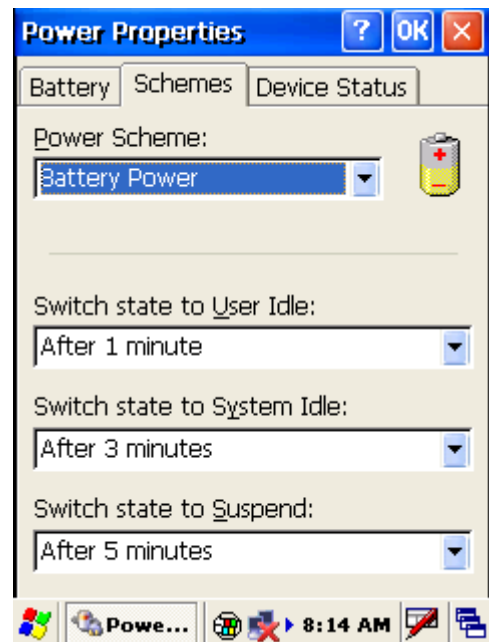 Power Properties ? OK
Battery Schemes Device Status
Power Scheme:
Battery Power
Switch state to User Idle:
After 1 minute
Switch state to System Idle:
After 3 minutes
Switch state to Suspend:
After 5 minutes
Powe... 8:14 AM